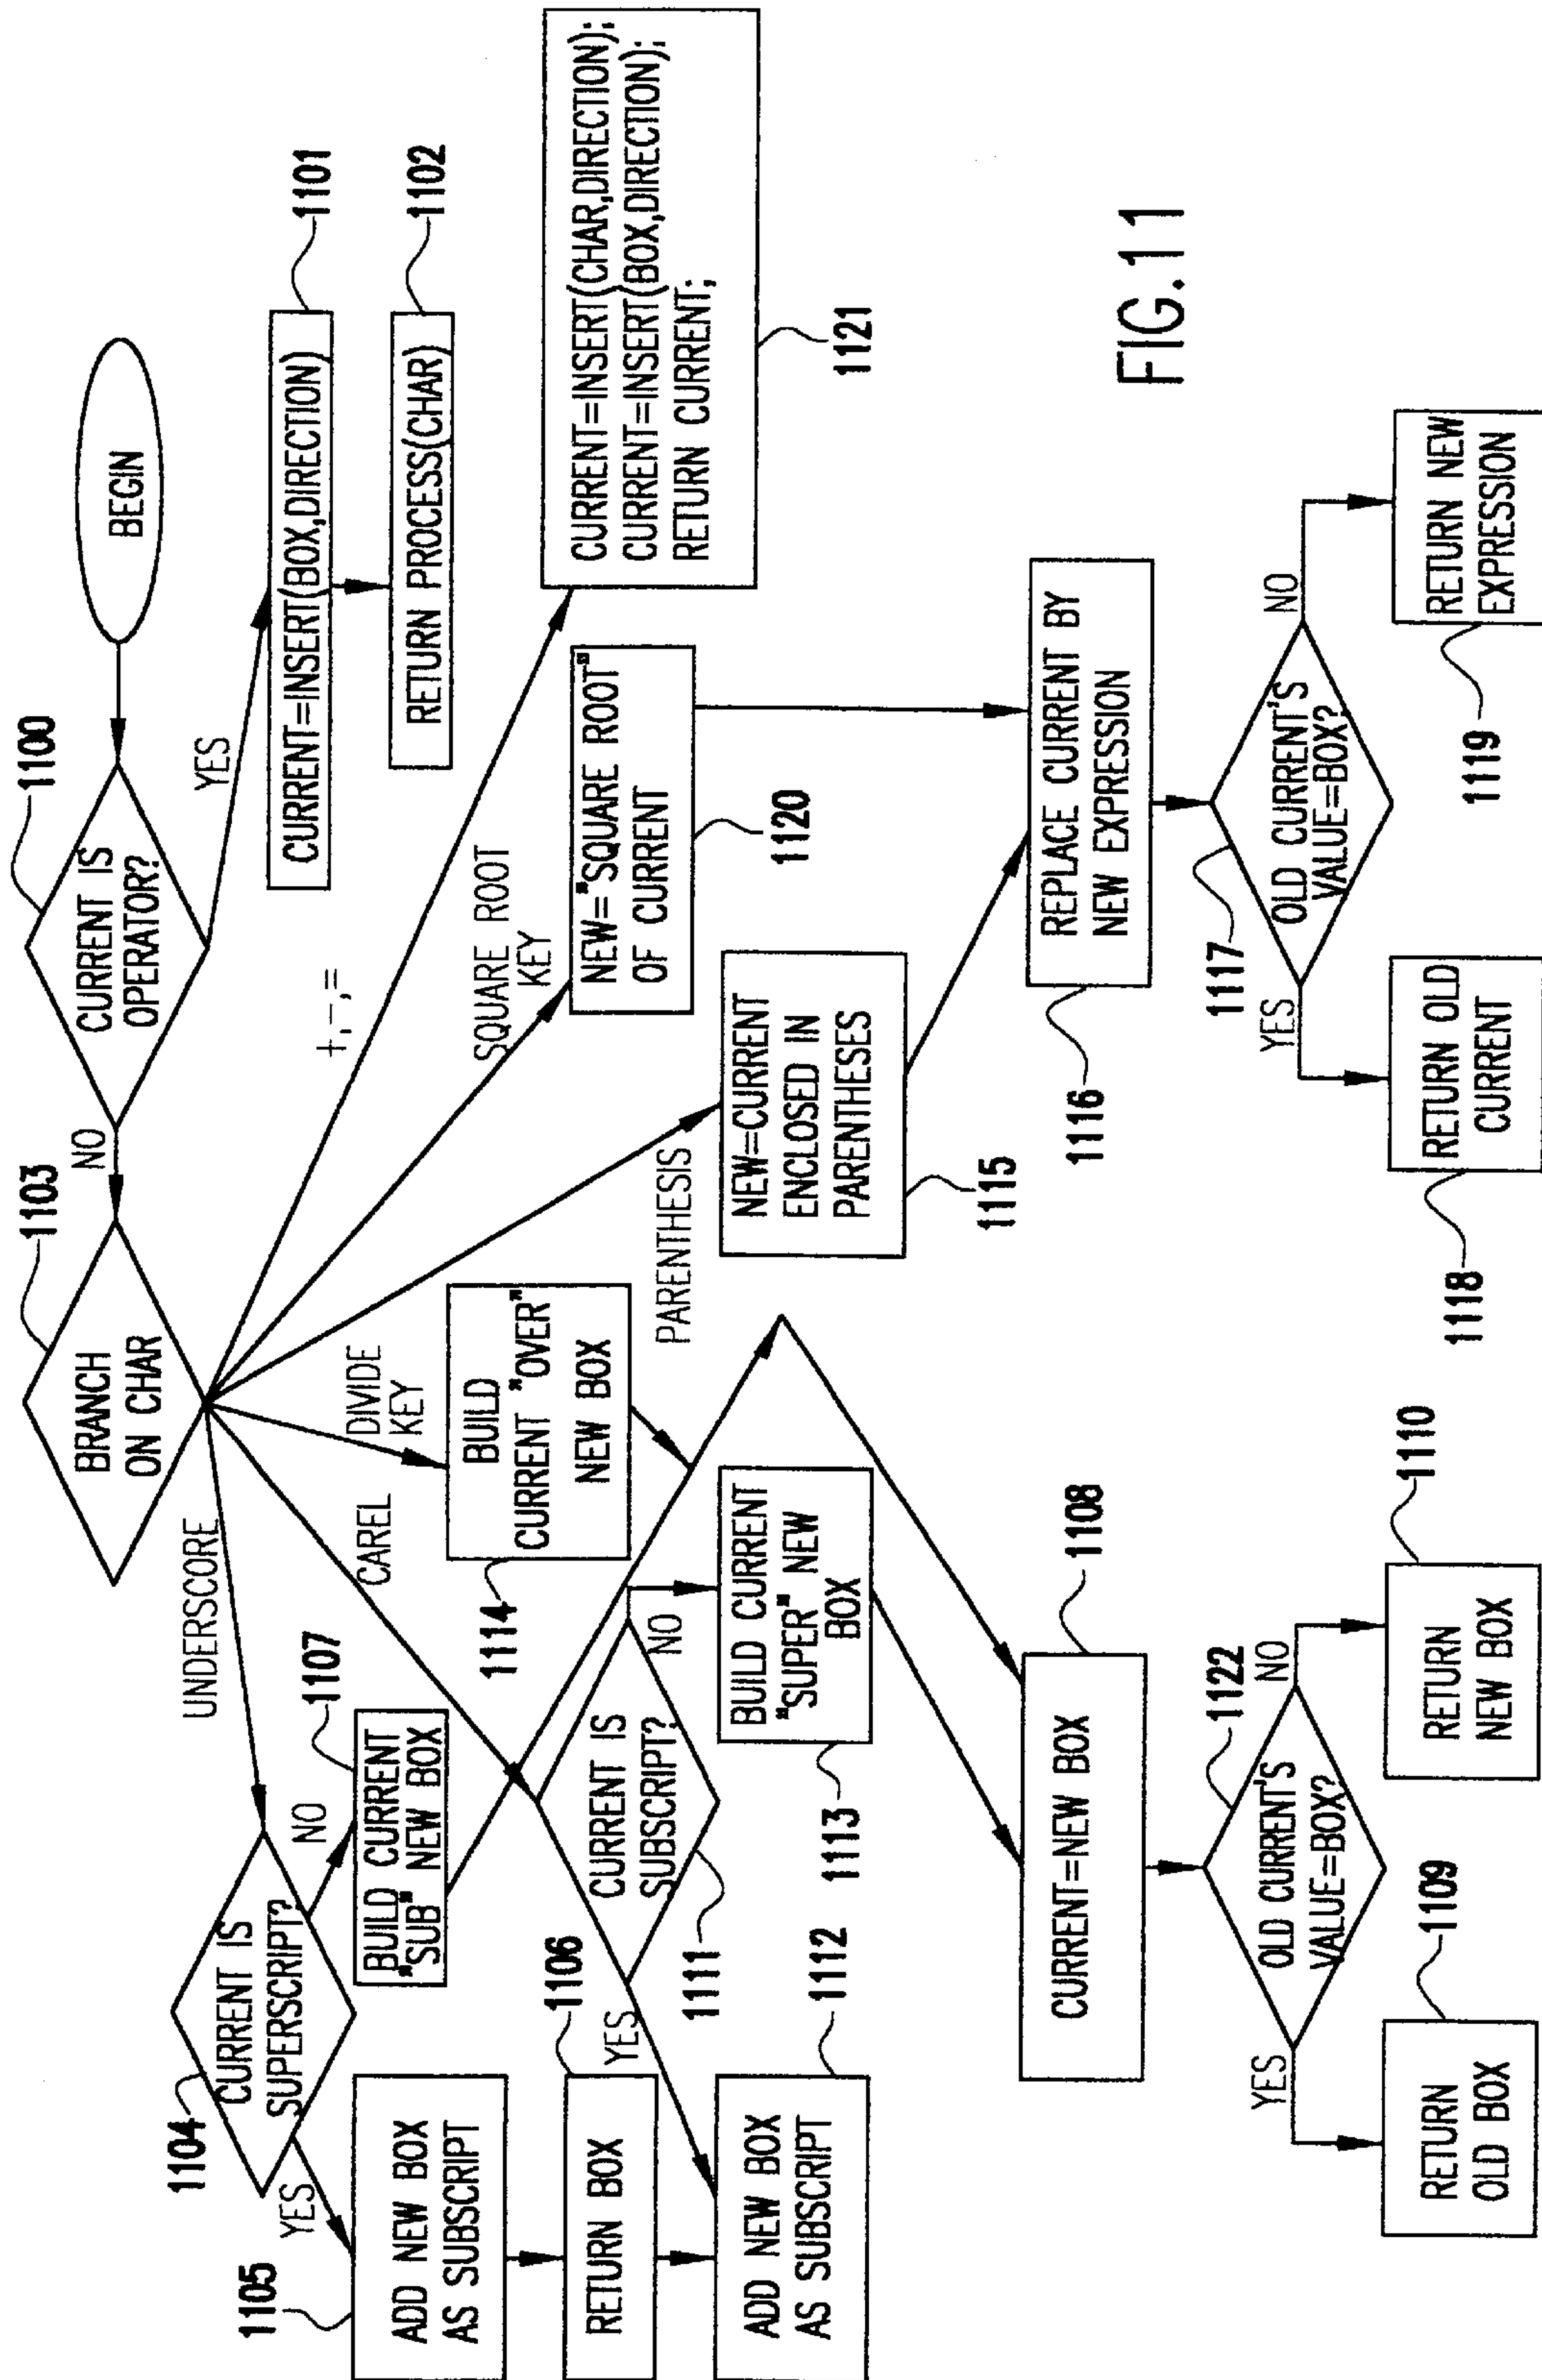 BEGIN
1100
CURRENT IS
OPERATOR?
YES
CURRENT=INSERT(BOX,DIRECTION)
1101
RETURN PROCESS(CHAR)
1102
NO
1103
BRANCH
ON CHAR
UNDERSCORE
CAREL
DIVIDE
KEY
PARENTHESIS
SQUARE ROOT
KEY
+,-,=
1104
CURRENT IS
SUPERSCRIPT?
YES
NO
1105
ADD NEW BOX
AS SUBSCRIPT
1106
RETURN BOX
1107
BUILD CURRENT
"SUB" NEW BOX
1111
CURRENT IS
SUBSCRIPT?
YES
NO
1112
ADD NEW BOX
AS SUBSCRIPT
1113
BUILD CURRENT
"SUPER" NEW
BOX
1114
BUILD
CURRENT "OVER"
NEW BOX
NEW=CURRENT
ENCLOSED IN
PARENTHESES
1115
NEW="SQUARE ROOT"
OF CURRENT
1120
CURRENT=INSERT(CHAR,DIRECTION);
CURRENT=INSERT(BOX,DIRECTION);
RETURN CURRENT;
1121
CURRENT=NEW BOX
1108
OLD CURRENT'S
VALUE=BOX?
1122
YES
NO
RETURN
OLD BOX
1109
RETURN
NEW BOX
1110
REPLACE CURRENT BY
NEW EXPRESSION
1116
1117
OLD CURRENT'S
VALUE=BOX?
YES
NO
RETURN OLD
CURRENT
1118
RETURN NEW
EXPRESSION
1119
FIG.11